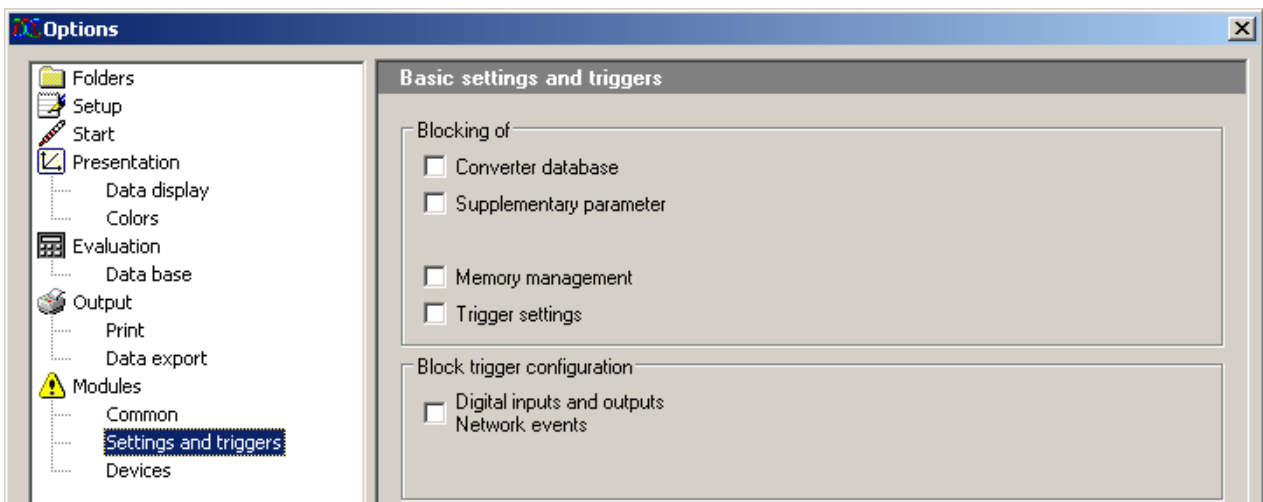 Options
Folders
Setup
Start
Presentation
Data display
Colors
Evaluation
Data base
Output
Print
Data export
Modules
Common
Settings and triggers
Devices
Basic settings and triggers
Blocking of
Converter database
Supplementary parameter
Memory management
Trigger settings
Block trigger configuration
Digital inputs and outputs
Network events